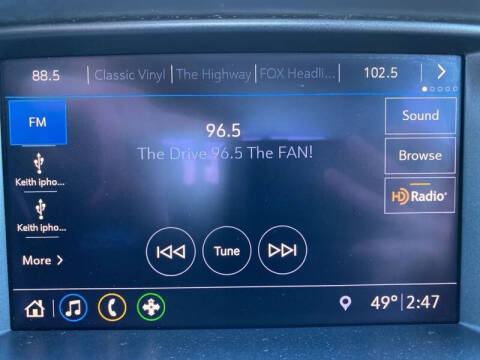 88.5 Classic Vinyl The Highway FOX Headli... 102.5
FM
96.5
The Drive 96.5 The FAN!
Sound
Browse
HD Radio
Keith ipho...
Keith ipho...
More
Tune
49° 2:47